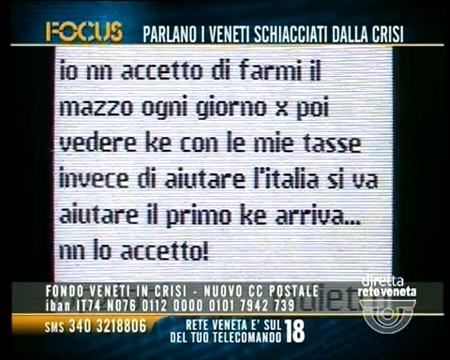 FOCUS PARLANO I VENETI SCHIACCIATI DALLA CRISI
io nn accetto di farmi il
mazzo ogni giorno x poi
vedere ke con le mie tasse
invece di aiutare l'italia si va
aiutare il primo ke arriva...
nn lo accetto!
FONDO VENETI IN CRISI - NUOVO CC POSTALE
iban IT74 N076 0112 0000 0101 7942 739
diretta
reteveneta
SMS 340 3218806
RETE VENETA E' SUL
DEL TUO TELECOMANDO 18